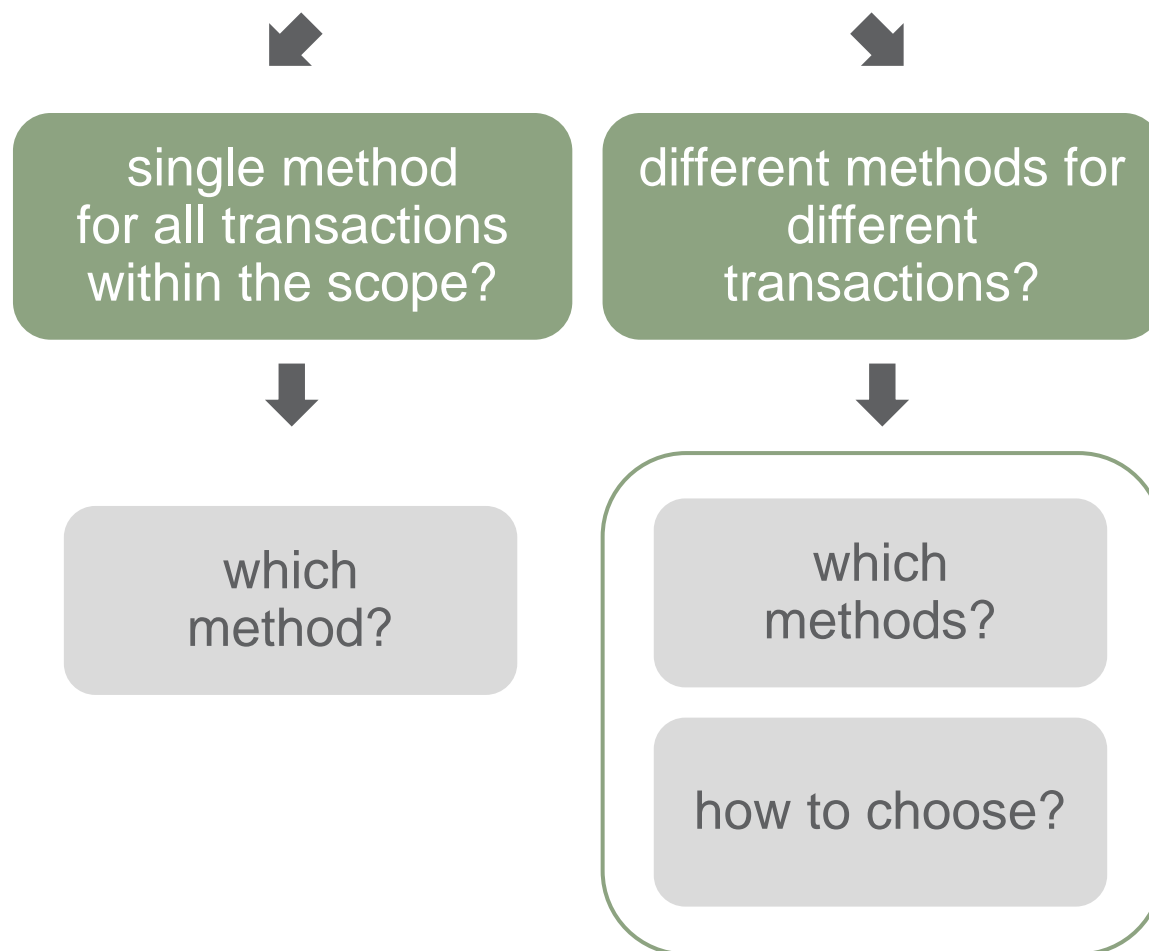 single method
for all transactions
within the scope?
different methods for
different
transactions?
which
method?
which
methods?
how to choose?